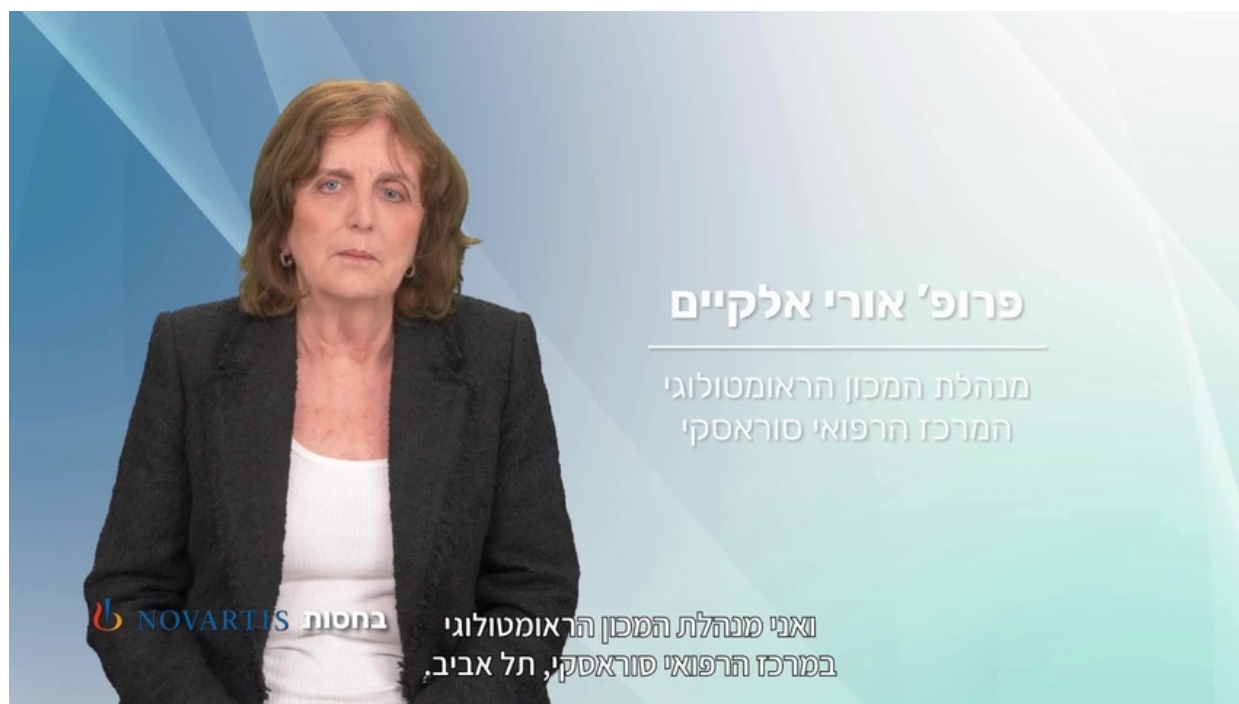 פרופ׳ אורי אלקיים
מנהלת המכון הראומטולוגי
המרכז הרפואי סוראסקי
בחסות NOVARTIS
ואני מנהלת המכון הראומטולוגי
במרכז הרפואי סוראסקי, תל אביב.